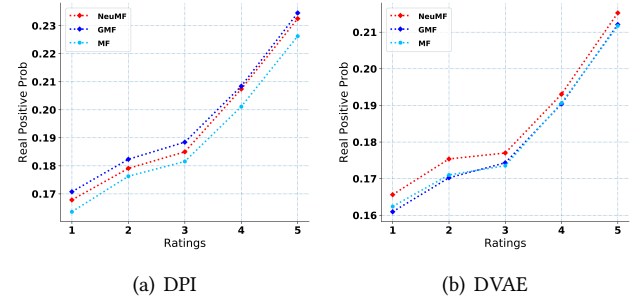 NeuMF
GMF
MF
Real Positive Prob
0.23
0.22
0.21
0.20
0.19
0.18
0.17
1 2 3 4 5
Ratings
(a) DPI
NeuMF
GMF
MF
Real Positive Prob
0.21
0.20
0.19
0.18
0.17
0.16
1 2 3 4 5
Ratings
(b) DVAE